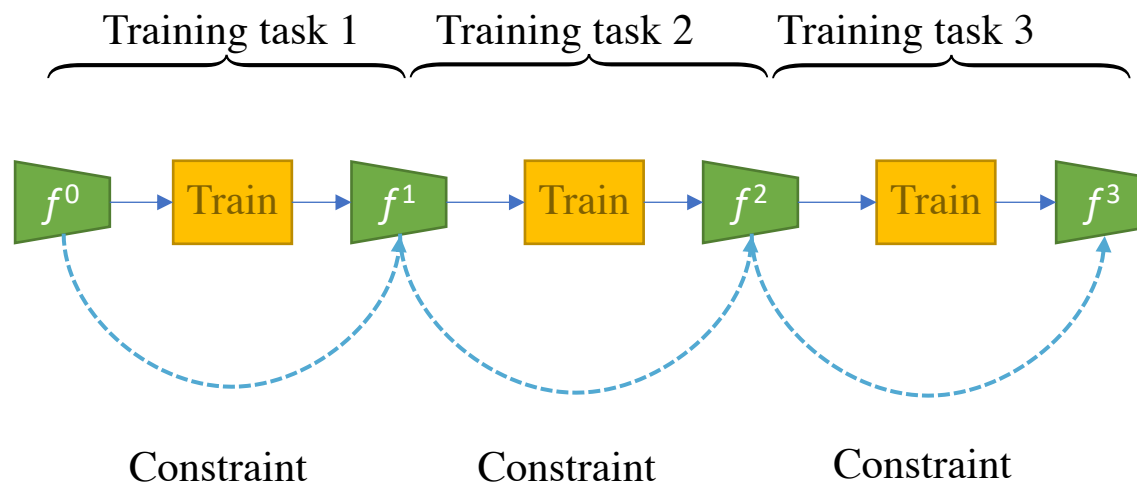 Training task 1 Training task 2 Training task 3
f⁰ Train f¹ Train f² Train f³
Constraint Constraint Constraint